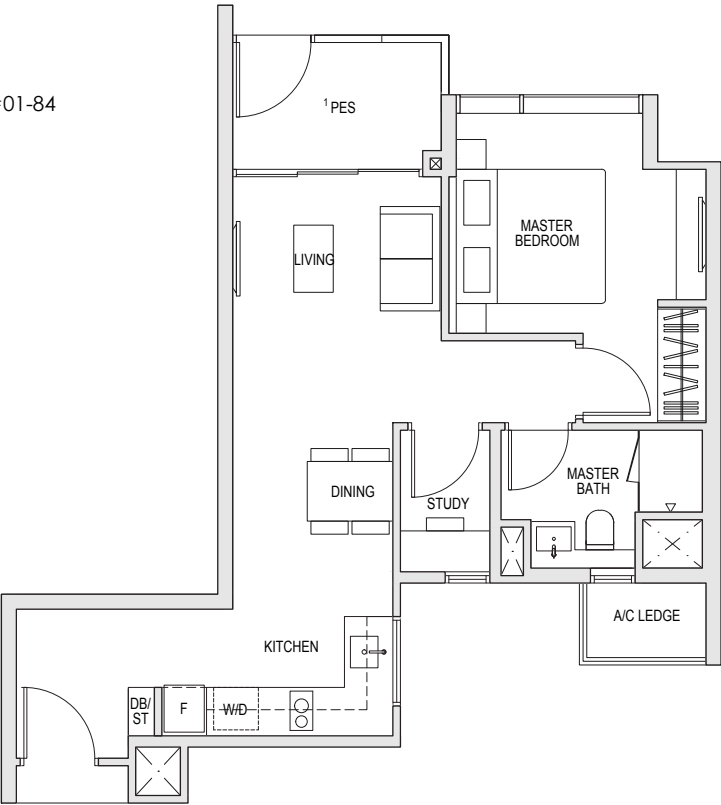 01-84
1 PES
MASTER
BEDROOM
LIVING
MASTER
BATH
DINING
STUDY
A/C LEDGE
KITCHEN
DB/
ST
F
W/D